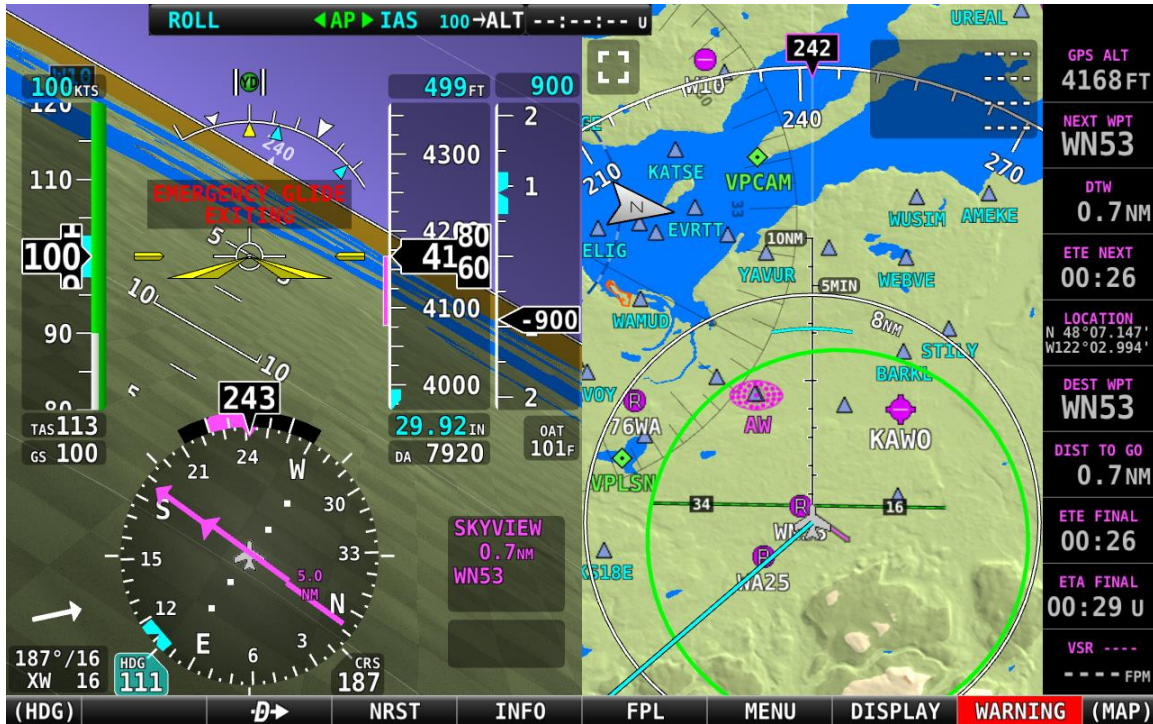 ROLL ◀AP▶ IAS 100→ALT --:--:-- U
100KTS
120
110
100
90
80
TAS 113
GS 100
YD
240
EMERGENCY GLIDE
EXITING
5
5
10
10
5
499FT
4300
4200
4180
60
4100
4000
29.92IN
DA 7920
900
2
1
-900
2
OAT
101F
243
21
24
W
30
33
N
3
6
E
12
15
S
5.0
NM
187°/16
XW 16
HDG
111
CRS
187
SKYVIEW
0.7NM
WN53
242
240
210
270
33
UREAL
W10
KATSE
VPCAM
WUSIM
AMEKE
ELIG
EVRTT
10NM
YAVUR
WEBVE
5MIN
WAMUD
8NM
STILY
BARKL
VOY
R
76WA
AW
KAWO
VPLSN
34
R
16
R
WA25
KS18E
N
----
----
----
----
GPS ALT
4168FT
NEXT WPT
WN53
DTW
0.7NM
ETE NEXT
00:26
LOCATION
N 48°07.147'
W122°02.994'
DEST WPT
WN53
DIST TO GO
0.7NM
ETE FINAL
00:26
ETA FINAL
00:29 U
VSR ----
----FPM
(HDG) D→ NRST INFO FPL MENU DISPLAY WARNING (MAP)